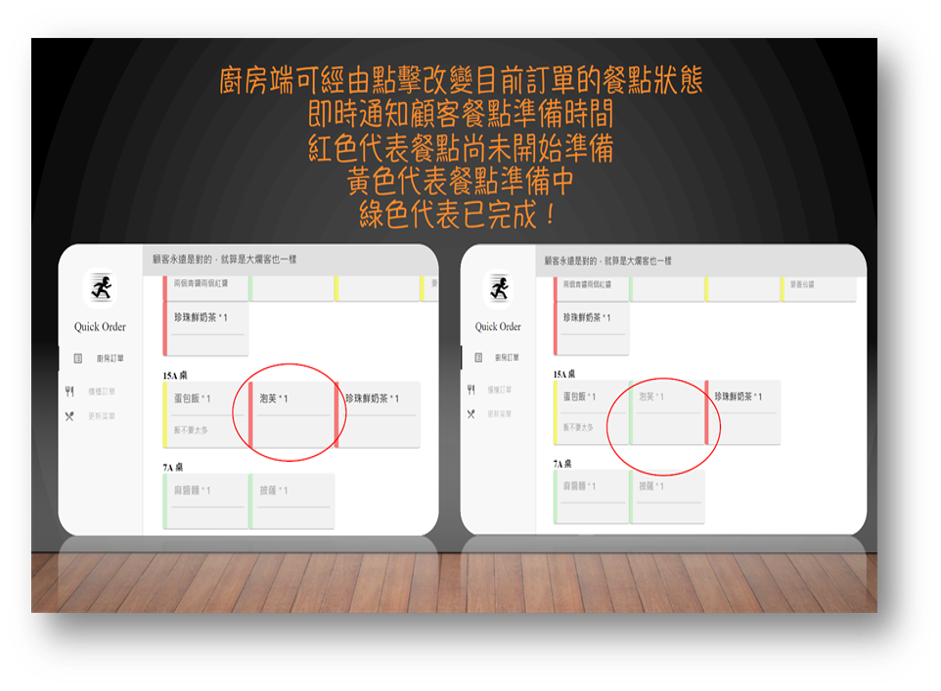 廚房端可經由點擊改變目前訂單的餐點狀態
即時通知顧客餐點準備時間
紅色代表餐點尚未開始準備
黃色代表餐點準備中
綠色代表已完成！
顧客永遠是對的，就算是大爛客也一樣
兩個青醬兩個紅醬
Quick Order
珍珠鮮奶茶 * 1
廚房訂單
櫃檯訂單
更新菜單
15A 桌
蛋包飯 * 1
泡芙 * 1
珍珠鮮奶茶 * 1
飯不要太多
7A 桌
麻醬麵 * 1
披薩 * 1
顧客永遠是對的，就算是大爛客也一樣
兩個青醬兩個紅醬
Quick Order
珍珠鮮奶茶 * 1
廚房訂單
櫃檯訂單
更新菜單
15A 桌
蛋包飯 * 1
泡芙 * 1
珍珠鮮奶茶 * 1
飯不要太多
7A 桌
麻醬麵 * 1
披薩 * 1